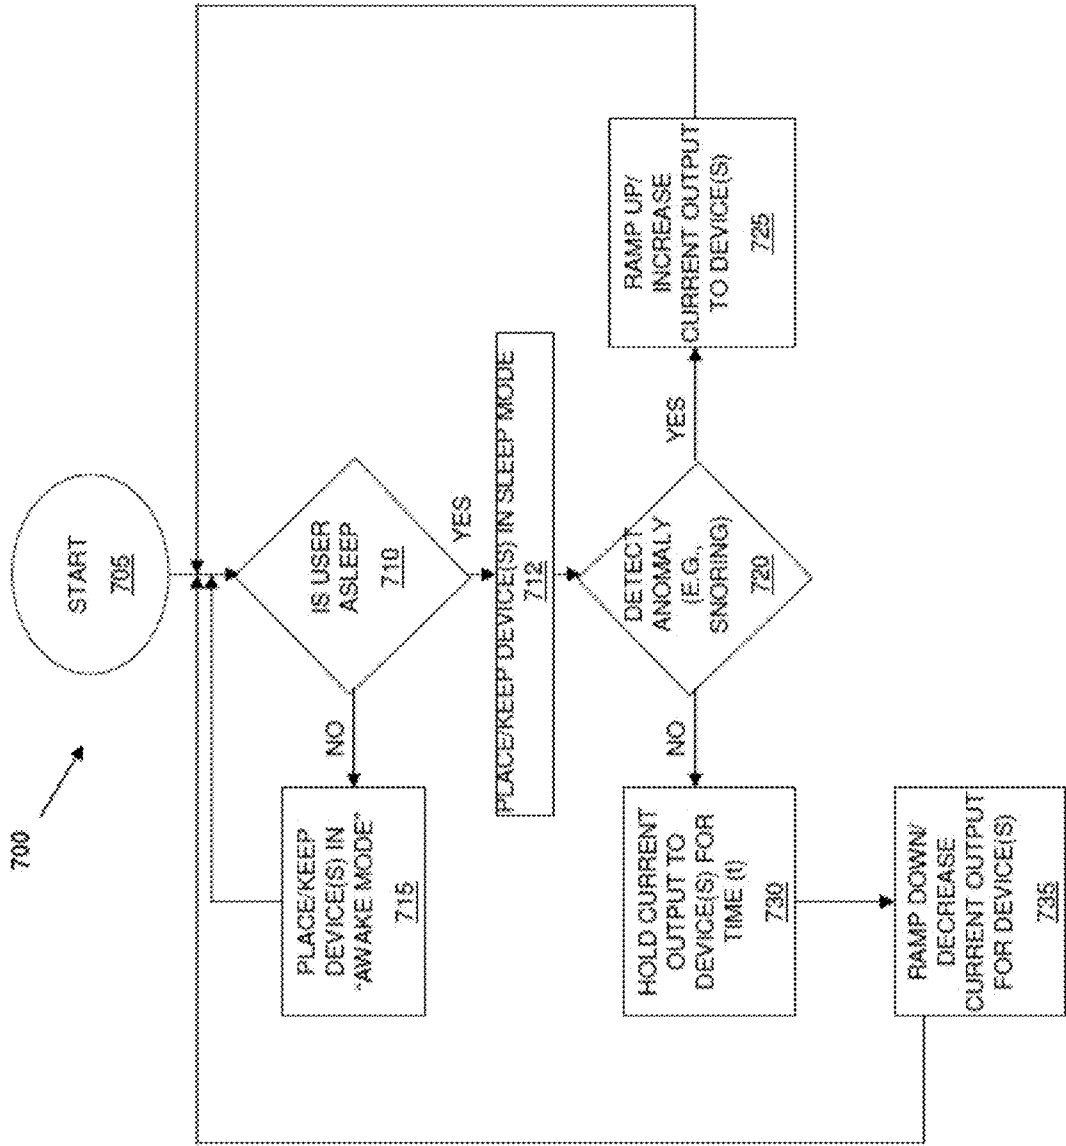 700
START
705
IS USER
ASLEEP
710
NO
YES
PLACE/KEEP
DEVICE(S) IN
"AWAKE MODE"
715
PLACE/KEEP DEVICE(S) IN SLEEP MODE
712
DETECT
ANOMALY
(E.G.,
SNORING)
720
NO
YES
HOLD CURRENT
OUTPUT TO
DEVICE(S) FOR
TIME (t)
730
RAMP UP/
INCREASE
CURRENT OUTPUT
TO DEVICE(S)
725
RAMP DOWN/
DECREASE
CURRENT OUTPUT
FOR DEVICE(S)
735